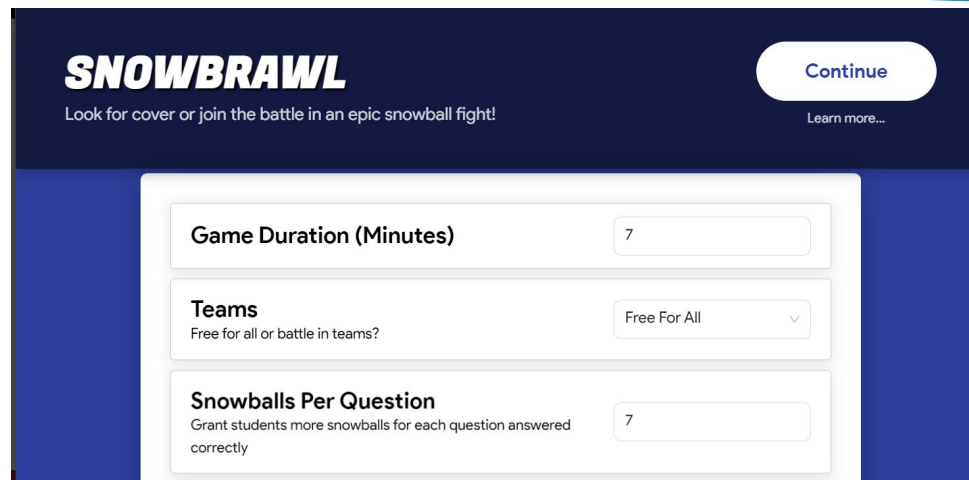 SNOWBRAWL
Continue
Look for cover or join the battle in an epic snowball fight!
Learn more...
Game Duration (Minutes)
7
Teams
Free for all or battle in teams?
Free For All
Snowballs Per Question
Grant students more snowballs for each question answered
correctly
7